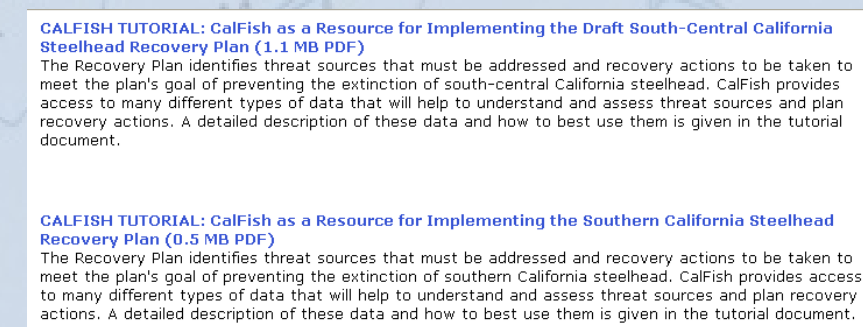 CALFISH TUTORIAL: CalFish as a Resource for Implementing the Draft South-Central California
Steelhead Recovery Plan (1.1 MB PDF)
The Recovery Plan identifies threat sources that must be addressed and recovery actions to be taken to
meet the plan's goal of preventing the extinction of south-central California steelhead. CalFish provides
access to many different types of data that will help to understand and assess threat sources and plan
recovery actions. A detailed description of these data and how to best use them is given in the tutorial
document.
CALFISH TUTORIAL: CalFish as a Resource for Implementing the Southern California Steelhead
Recovery Plan (0.5 MB PDF)
The Recovery Plan identifies threat sources that must be addressed and recovery actions to be taken to
meet the plan's goal of preventing the extinction of southern California steelhead. CalFish provides access
to many different types of data that will help to understand and assess threat sources and plan recovery
actions. A detailed description of these data and how to best use them is given in the tutorial document.